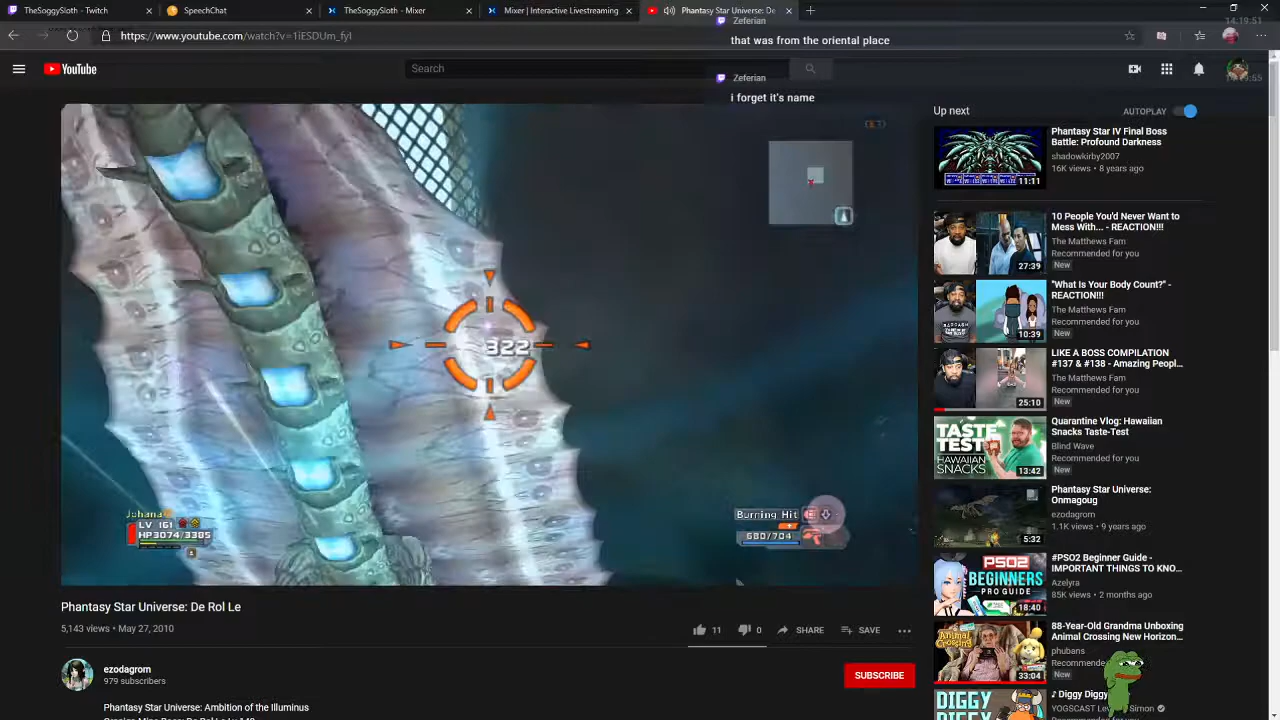 TheSoggySloth - Twitch
SpeechChat
TheSoggySloth - Mixer
Mixer | Interactive Livestreaming
Phantasy Star Universe: De
Zeferian
that was from the oriental place
14:19:51
https://www.youtube.com/watch?v=1iESDUm_fyI
YouTube
Search
Zeferian
i forget it's name
Up next
AUTOPLAY
322
Johana
LV 161
HP3074/3385
Burning Hit
680/704
Phantasy Star Universe: De Rol Le
5,143 views • May 27, 2010
11
0
SHARE
SAVE
ezodagrom
979 subscribers
SUBSCRIBE
Phantasy Star Universe: Ambition of the Illuminus
11:11
Phantasy Star IV Final Boss
Battle: Profound Darkness
shadowkirby2007
16K views • 8 years ago
27:39
10 People You'd Never Want to
Mess With... - REACTION!!!
The Matthews Fam
Recommended for you
New
10:39
"What Is Your Body Count?" -
REACTION!!!
The Matthews Fam
Recommended for you
New
25:10
LIKE A BOSS COMPILATION
#137 & #138 - Amazing Peopl...
The Matthews Fam
Recommended for you
New
TASTE
TEST
HAWAIIAN
SNACKS
13:42
Quarantine Vlog: Hawaiian
Snacks Taste-Test
Blind Wave
Recommended for you
New
5:32
Phantasy Star Universe:
Onmagoug
ezodagrom
1.1K views • 9 years ago
PSO2
BEGINNERS
PRO GUIDE
18:40
#PSO2 Beginner Guide -
IMPORTANT THINGS TO KNO...
Azelyra
85K views • 2 months ago
Animal
Crossing
33:04
88-Year-Old Grandma Unboxing
Animal Crossing New Horizon...
phubans
Recommende
New
DIGGY
♪ Diggy Diggy
YOGSCAST Le
Simon